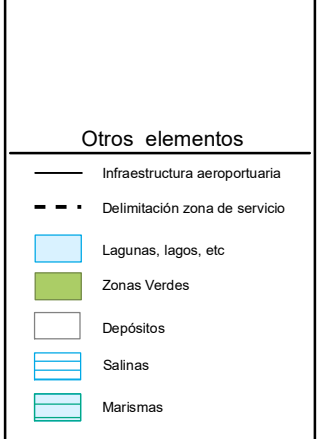 Otros elementos
Infraestructura aeroportuaria
Delimitación zona de servicio
Lagunas, lagos, etc
Zonas Verdes
Depósitos
Salinas
Marismas